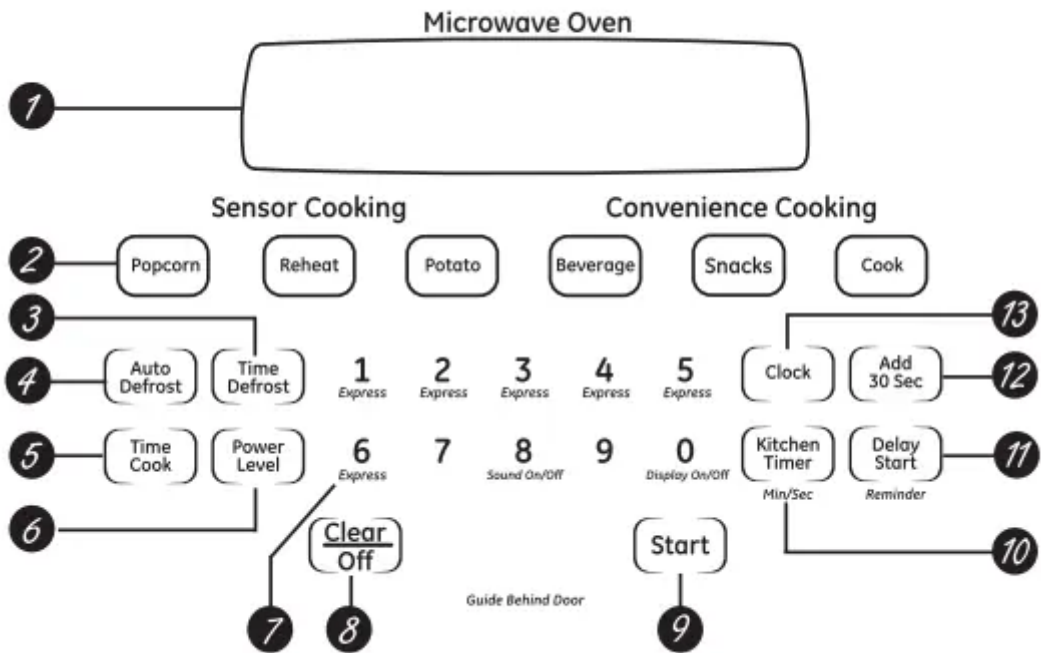 Microwave Oven
1
Sensor Cooking
Convenience Cooking
2
Popcorn
Reheat
Potato
Beverage
Snacks
Cook
3
13
4
Auto
Defrost
Time
Defrost
1
Express
2
Express
3
Express
4
Express
5
Express
Clock
Add
30 Sec
12
5
Time
Cook
Power
Level
6
Express
7
8
Sound On/Off
9
0
Display On/Off
Kitchen
Timer
Min/Sec
Delay
Start
Reminder
11
6
Clear
Off
Start
10
Guide Behind Door
7
8
9